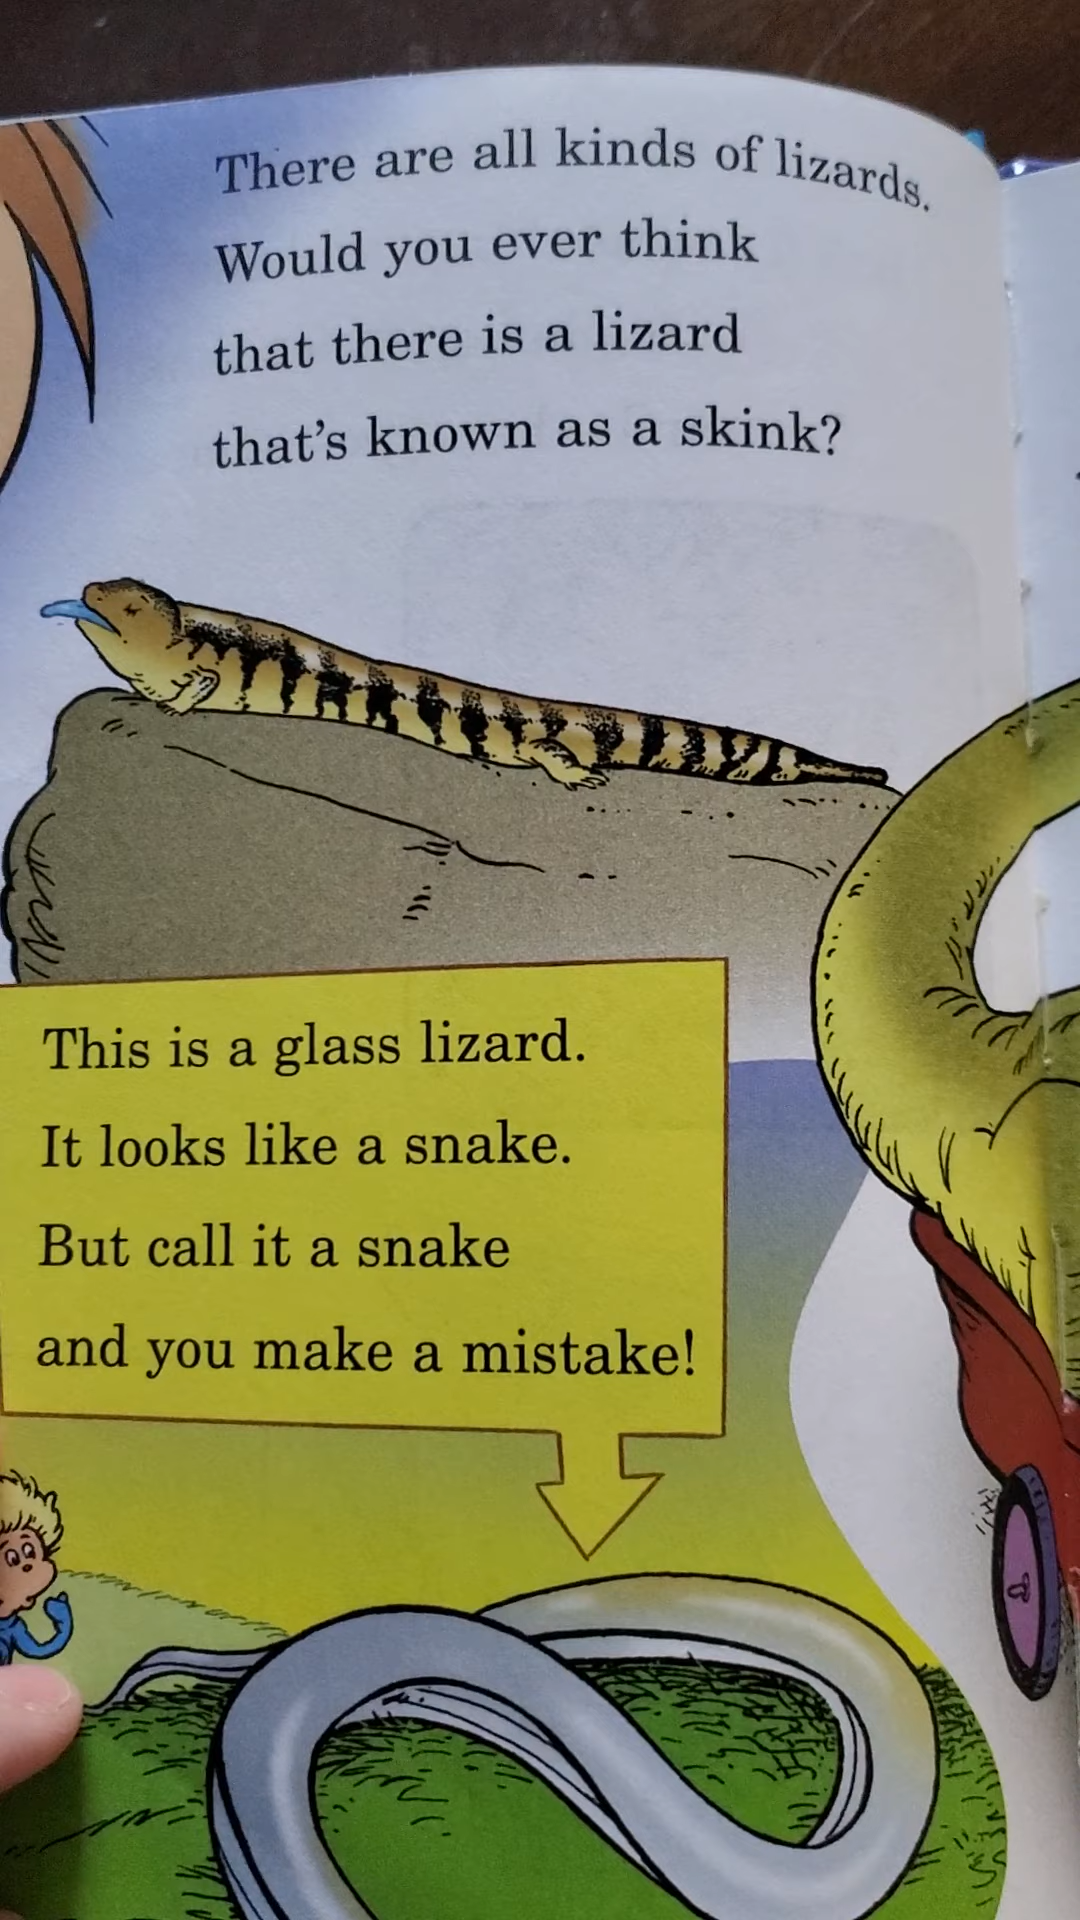 There are all kinds of lizards.
Would you ever think
that there is a lizard
that's known as a skink?
This is a glass lizard.
It looks like a snake.
But call it a snake
and you make a mistake!